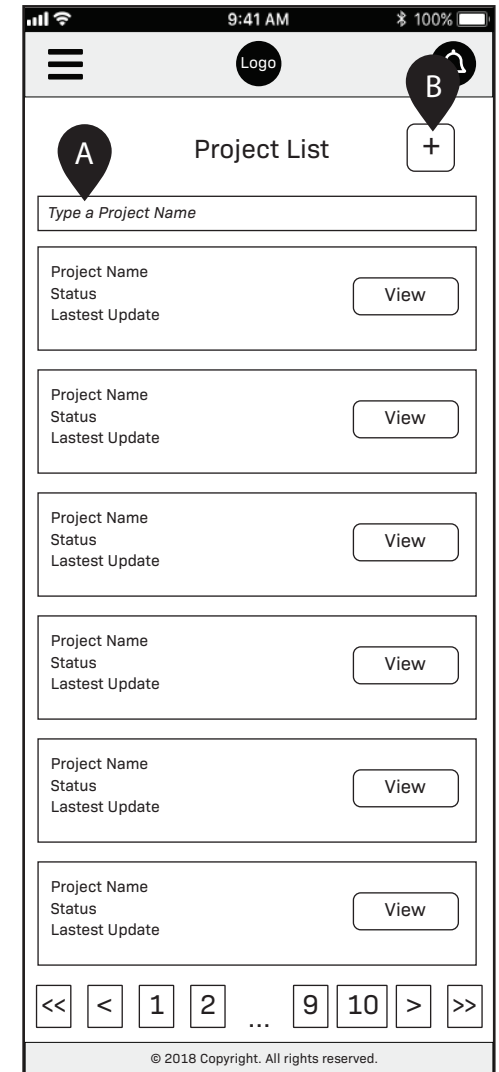 9:41 AM 100%
Logo
B
A
Project List +
Type a Project Name
Project Name
Status
Lastest Update
View
Project Name
Status
Lastest Update
View
Project Name
Status
Lastest Update
View
Project Name
Status
Lastest Update
View
Project Name
Status
Lastest Update
View
Project Name
Status
Lastest Update
View
<< < 1 2 ... 9 10 > >>
© 2018 Copyright. All rights reserved.